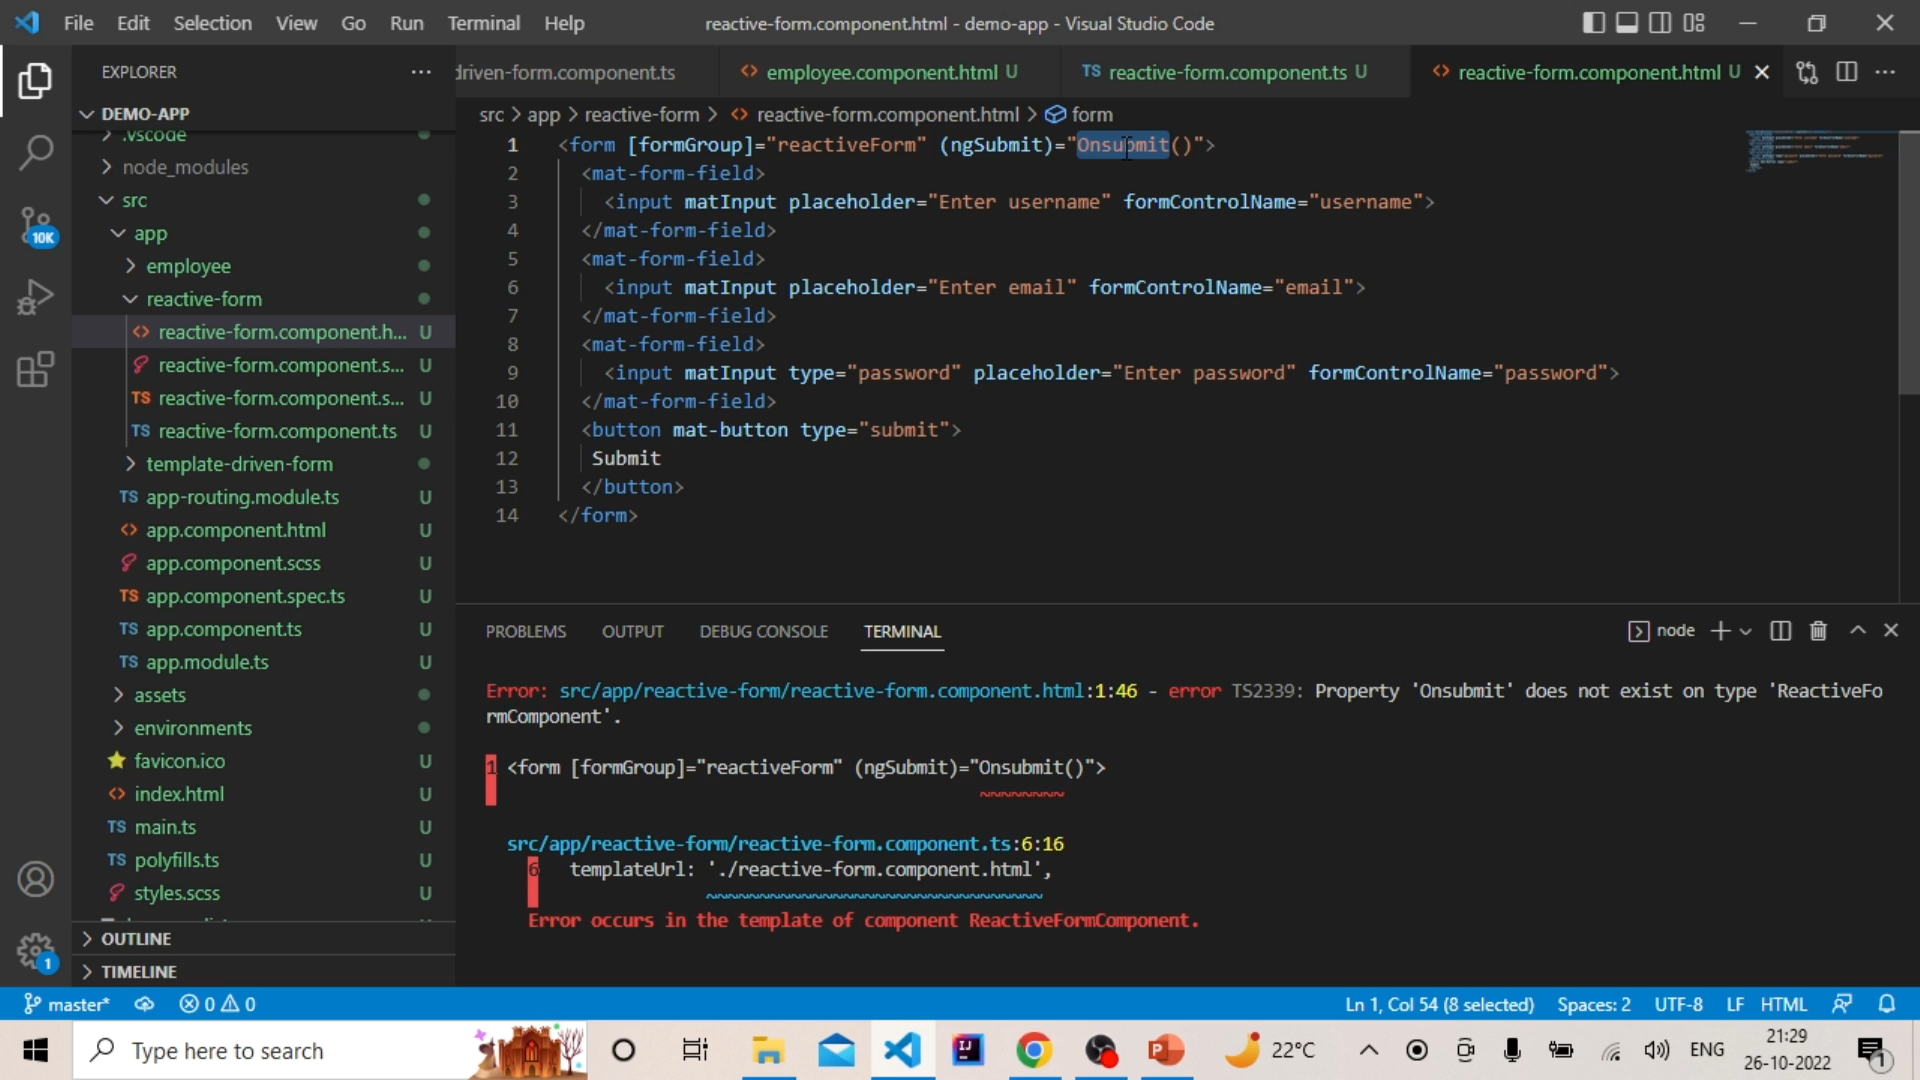 File Edit Selection View Go Run Terminal Help reactive-form.component.html - demo-app - Visual Studio Code
EXPLORER
driven-form.component.ts employee.component.html U TS reactive-form.component.ts U reactive-form.component.html U
src > app > reactive-form > reactive-form.component.html > form
DEMO-APP
.vscode
node_modules
src
app
employee
reactive-form
reactive-form.component.h... U
reactive-form.component.s... U
TS reactive-form.component.s... U
TS reactive-form.component.ts U
template-driven-form
TS app-routing.module.ts U
app.component.html U
app.component.scss U
TS app.component.spec.ts U
TS app.component.ts U
TS app.module.ts U
assets
environments
favicon.ico U
index.html U
TS main.ts U
TS polyfills.ts U
styles.scss U
OUTLINE
TIMELINE
10K
1
1 <form [formGroup]="reactiveForm" (ngSubmit)="Onsubmit()">
2 <mat-form-field>
3 <input matInput placeholder="Enter username" formControlName="username">
4 </mat-form-field>
5 <mat-form-field>
6 <input matInput placeholder="Enter email" formControlName="email">
7 </mat-form-field>
8 <mat-form-field>
9 <input matInput type="password" placeholder="Enter password" formControlName="password">
10 </mat-form-field>
11 <button mat-button type="submit">
12 Submit
13 </button>
14 </form>
PROBLEMS OUTPUT DEBUG CONSOLE TERMINAL node
Error: src/app/reactive-form/reactive-form.component.html:1:46 - error TS2339: Property 'Onsubmit' does not exist on type 'ReactiveFo
rmComponent'.
1 <form [formGroup]="reactiveForm" (ngSubmit)="Onsubmit()">
~~~~~~~~
src/app/reactive-form/reactive-form.component.ts:6:16
6 templateUrl: './reactive-form.component.html',
~~~~~~~~~~~~~~~~~~~~~~~~~~~~~~~~
Error occurs in the template of component ReactiveFormComponent.
master* 0 0 Ln 1, Col 54 (8 selected) Spaces: 2 UTF-8 LF HTML
Type here to search 22°C ENG 21:29
26-10-2022
1